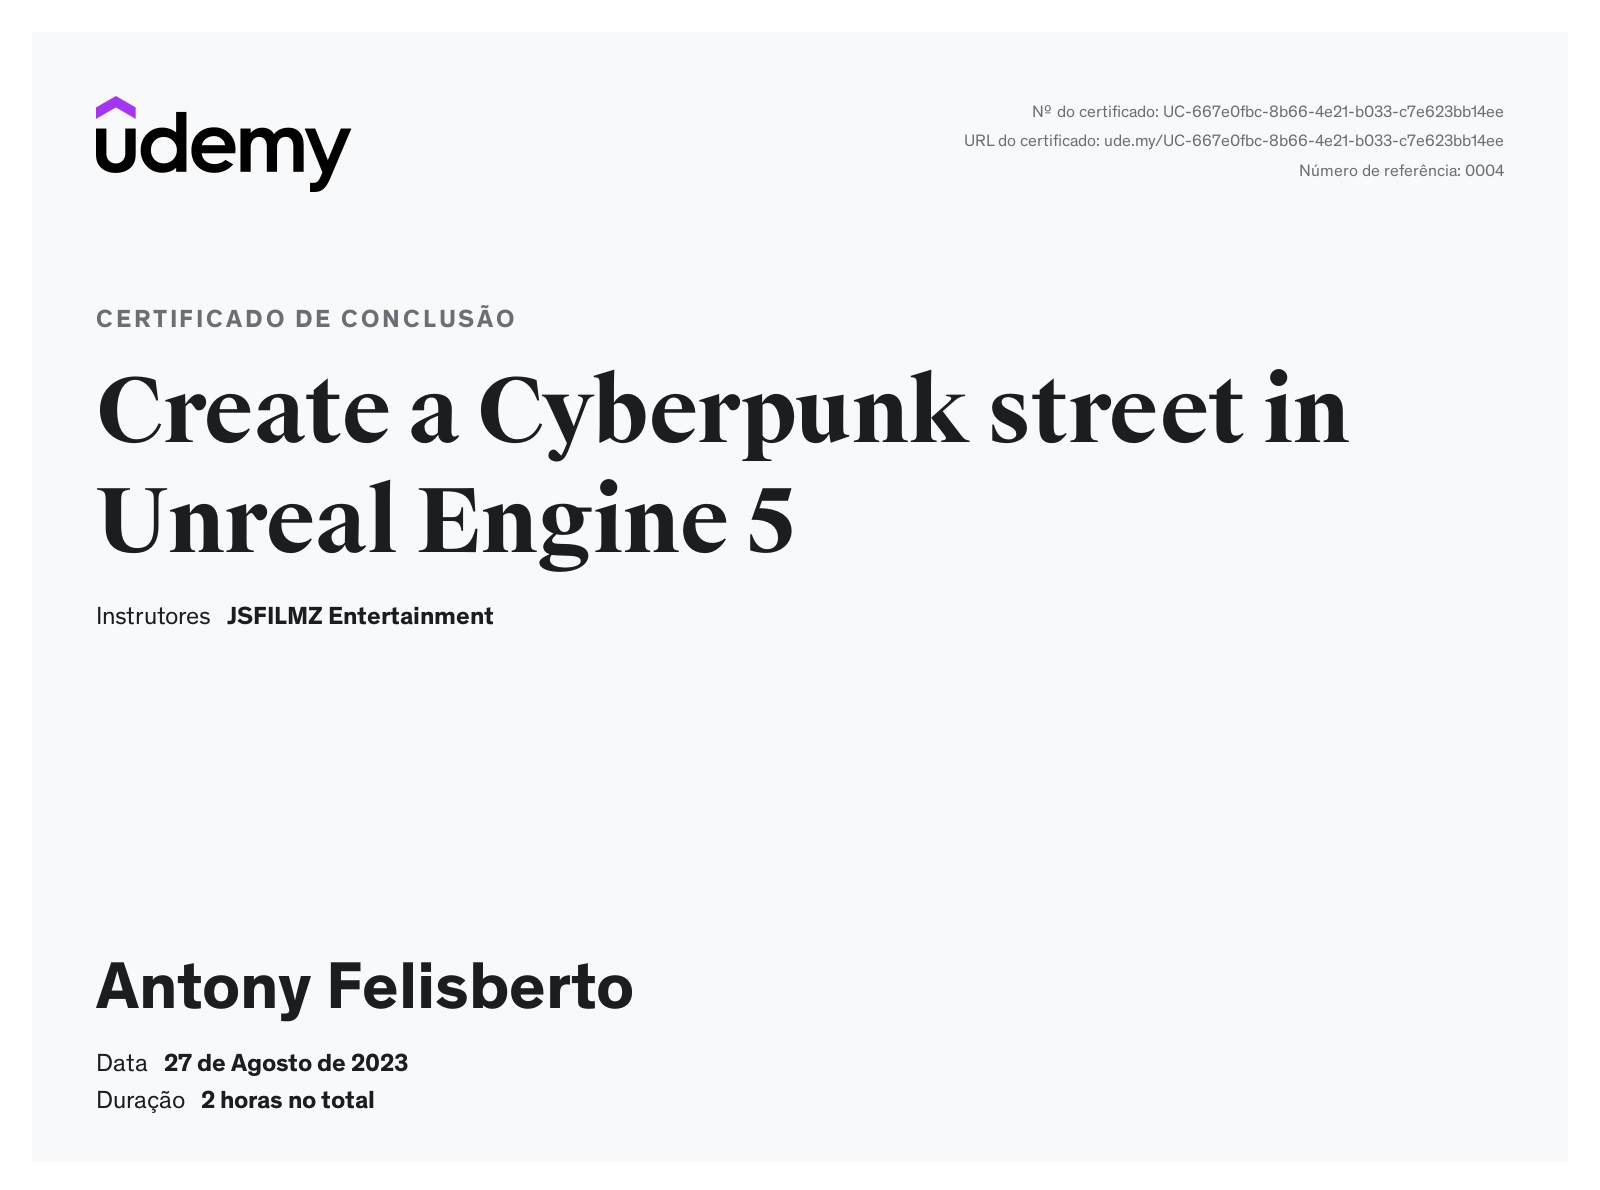 udemy
Nº do certificado: UC-667e0fbc-8b66-4e21-b033-c7e623bb14ee
URL do certificado: ude.my/UC-667e0fbc-8b66-4e21-b033-c7e623bb14ee
Número de referência: 0004
CERTIFICADO DE CONCLUSÃO
Create a Cyberpunk street in
Unreal Engine 5
Instrutores JSFILMZ Entertainment
Antony Felisberto
Data 27 de Agosto de 2023
Duração 2 horas no total